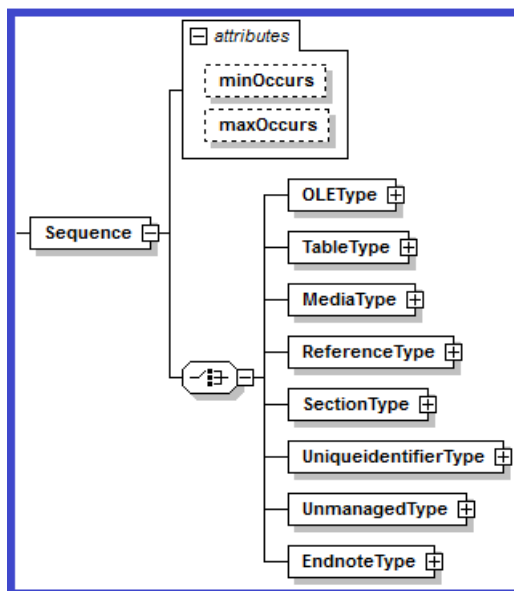 attributes
minOccurs
maxOccurs
OLEType
TableType
MediaType
Sequence
ReferenceType
SectionType
UniqueidentifierType
UnmanagedType
EndnoteType